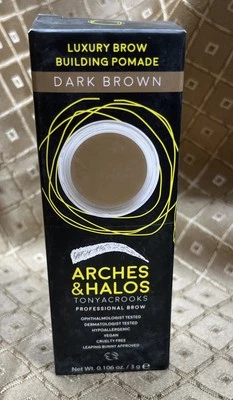 LUXURY BROW
BUILDING POMADE
DARK BROWN
ARCHES
& HALOS
TONYACROOKS
PROFESSIONAL BROW
OPHTHALMOLOGIST TESTED
DERMATOLOGIST TESTED
HYPOALLERGENIC
VEGAN
CRUELTY FREE
LEAPING BUNNY APPROVED
Net Wt. 0.106 oz. / 3 g e